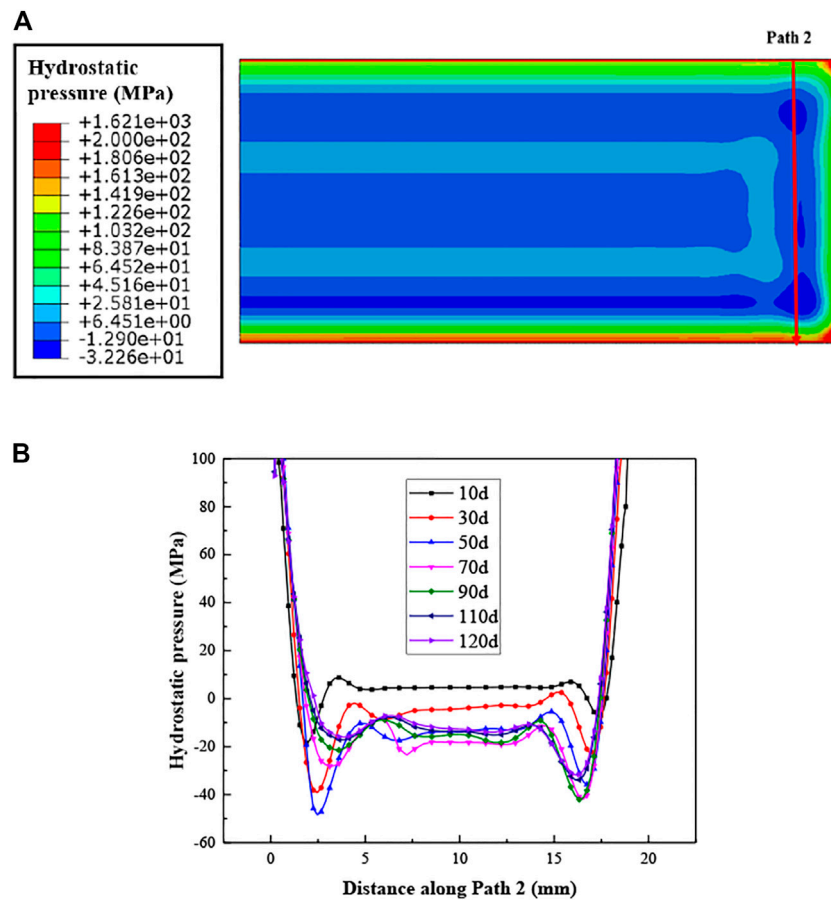 A
Path 2
Hydrostatic
pressure (MPa)
+1.621e+03
+2.000e+02
+1.806e+02
+1.613e+02
+1.419e+02
+1.226e+02
+1.032e+02
+8.387e+01
+6.452e+01
+4.516e+01
+2.581e+01
+6.451e+00
-1.290e+01
-3.226e+01
B
Hydrostatic pressure (MPa)
100
80
60
40
20
0
-20
-40
-60
10d
30d
50d
70d
90d
110d
120d
0
5
10
15
20
Distance along Path 2 (mm)